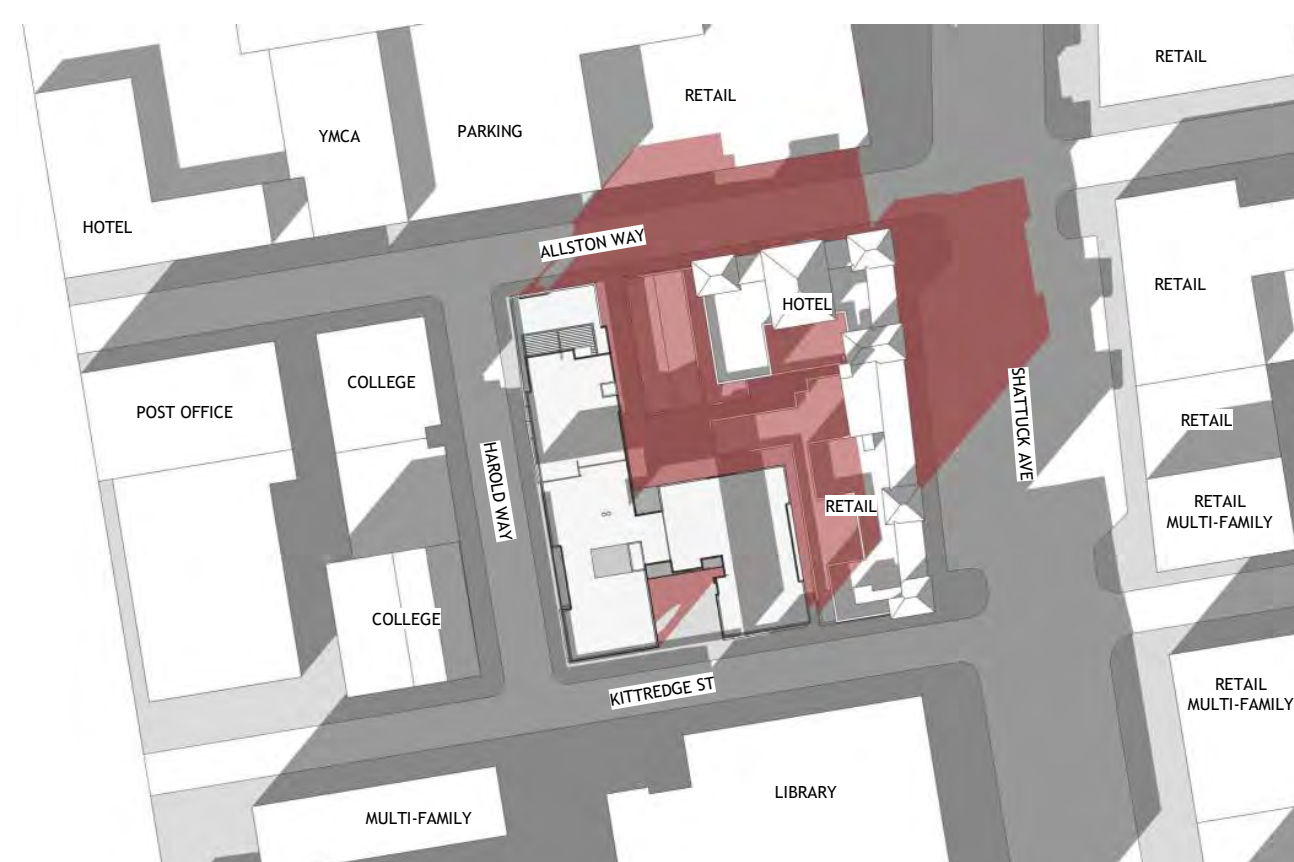 RETAIL
RETAIL
YMCA
PARKING
HOTEL
ALLSTON WAY
HOTEL
RETAIL
COLLEGE
POST OFFICE
SHATTUCK AVE
RETAIL
HAROLD WAY
RETAIL
RETAIL
MULTI-FAMILY
COLLEGE
KITTREDGE ST
RETAIL
MULTI-FAMILY
LIBRARY
MULTI-FAMILY